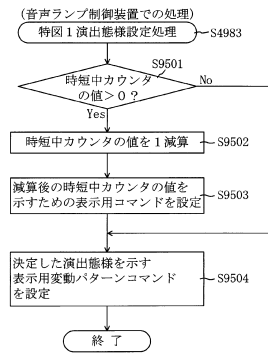 (音声ランプ制御装置での処理)
特図1演出態様設定処理
S4983
S9501
時短中カウンタ
の値>0?
No
Yes
時短中カウンタの値を1減算
S9502
減算後の時短中カウンタの値を
示すための表示用コマンドを設定
S9503
決定した演出態様を示す
表示用変動パターンコマンド
を設定
S9504
終了